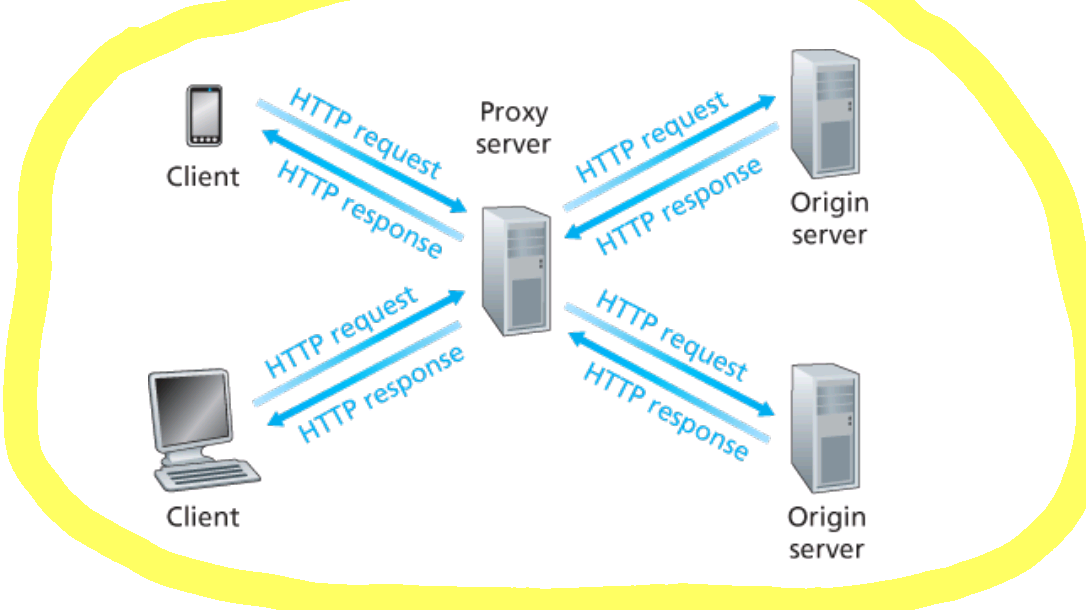 HTTP request
HTTP response
Client
Proxy
server
HTTP request
HTTP response
Origin
server
HTTP request
HTTP response
Client
HTTP request
HTTP response
Origin
server